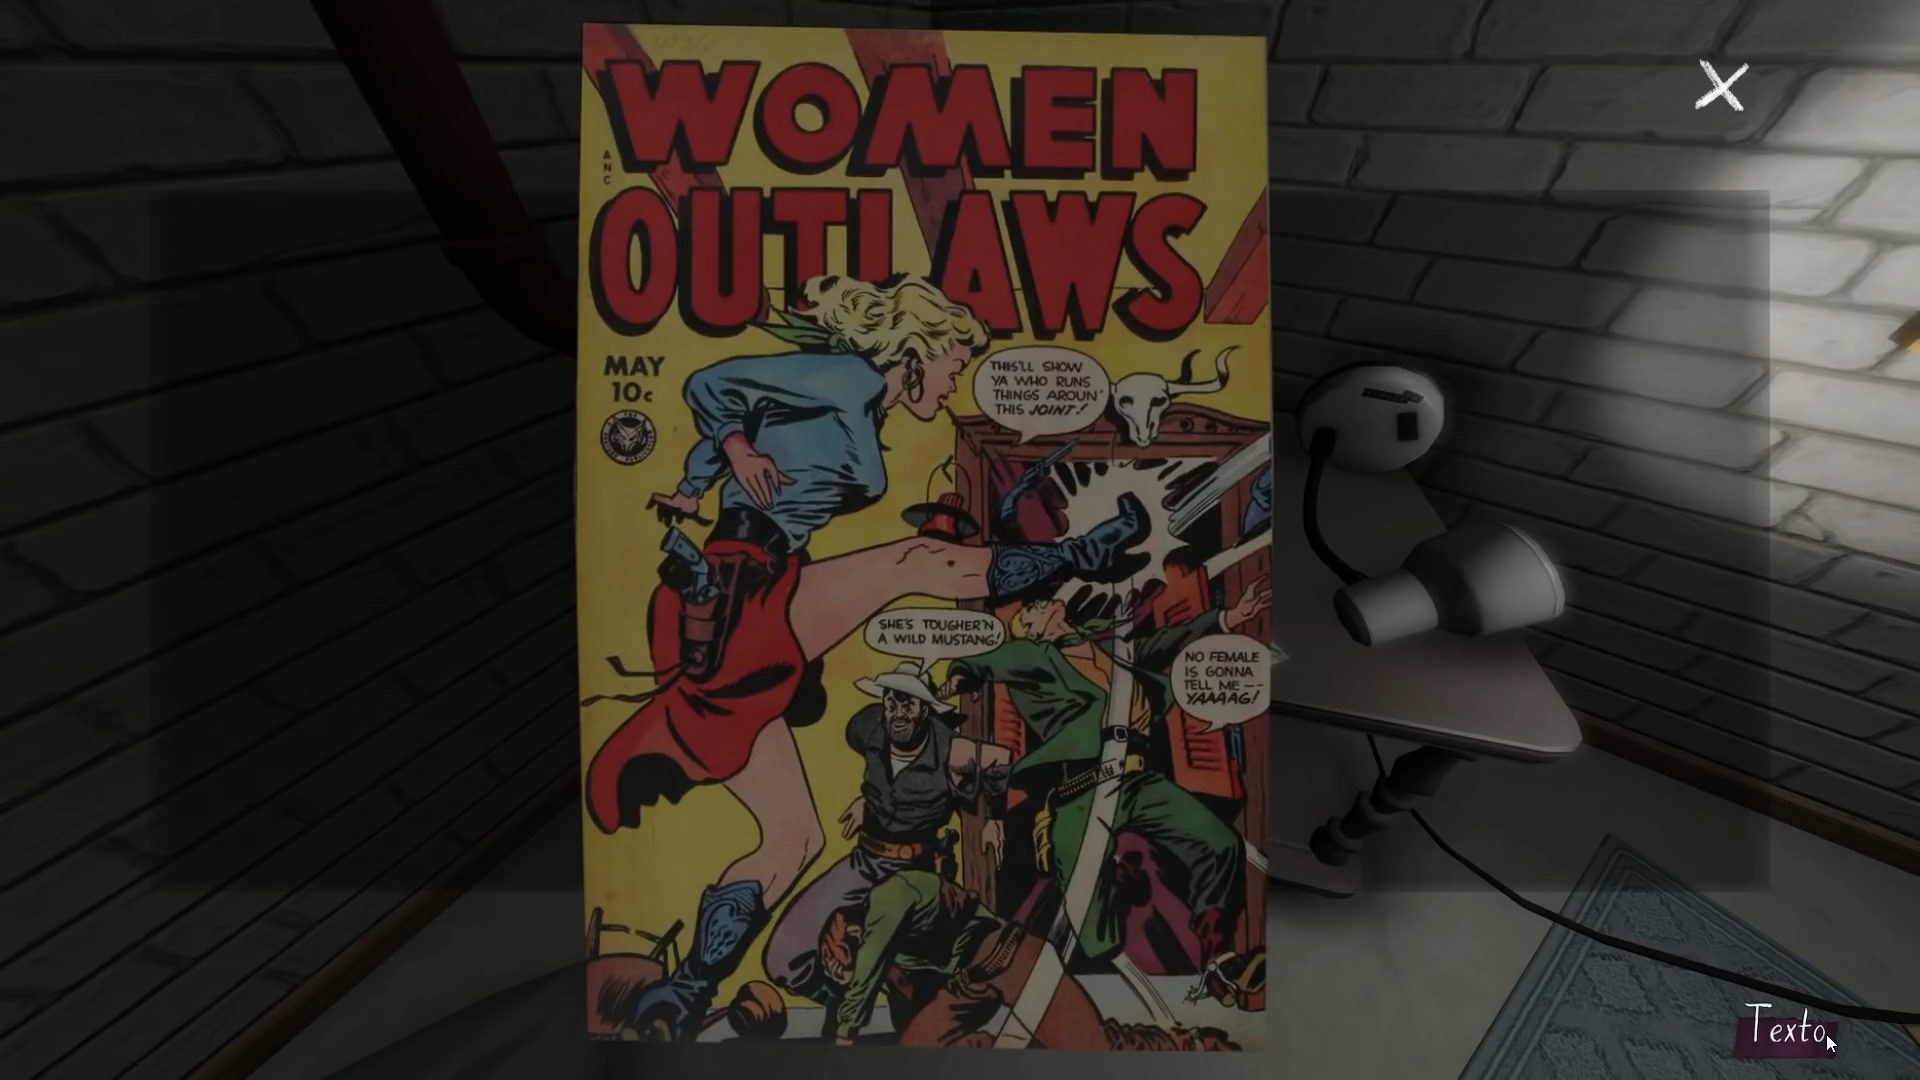 WOMEN
OUTLAWS
ANC
MAY
10c
THIS'LL SHOW
YA WHO RUNS
THINGS AROUN'
THIS JOINT!
SHE'S TOUGHER'N
A WILD MUSTANG!
NO FEMALE
IS GONNA
TELL ME --
YAAAAG!
Texto